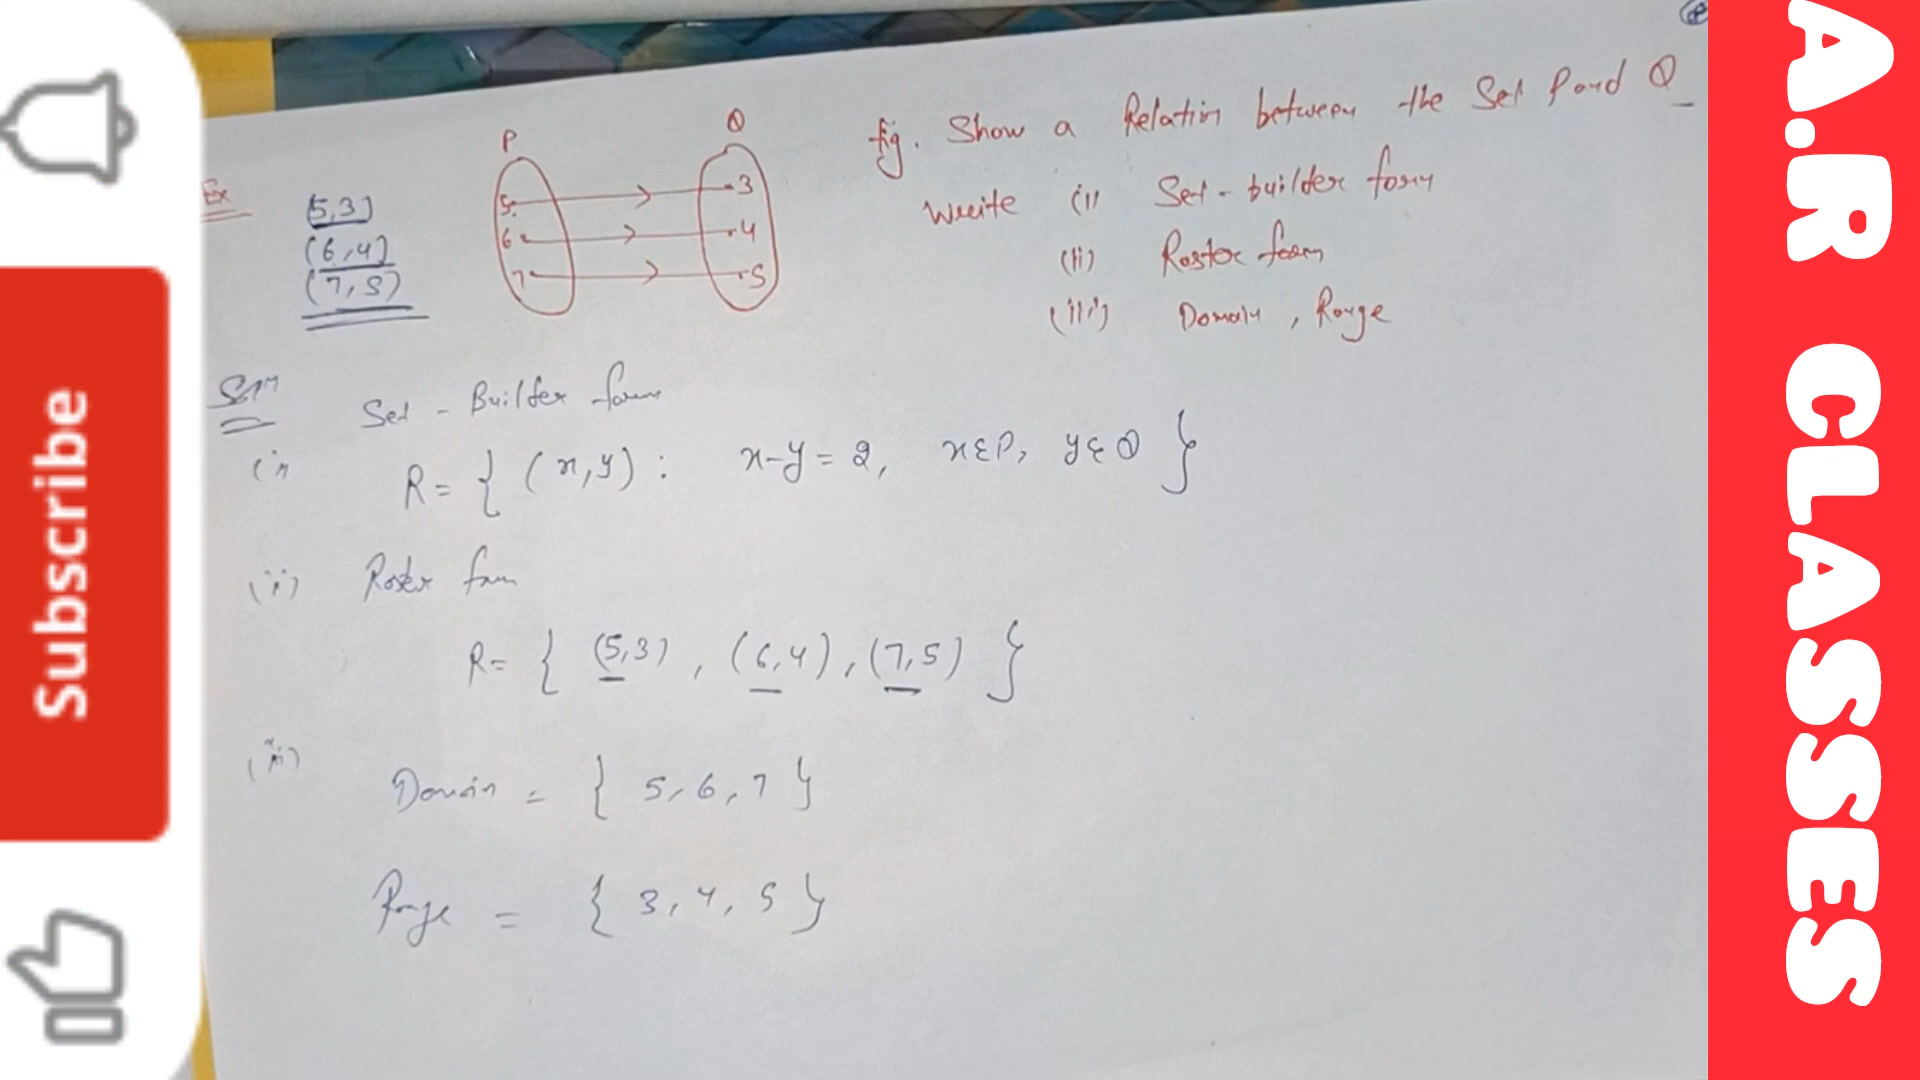 Ex
(5,3)
(6,4)
(7,5)
P
Q
5
6
7
3
4
5
fig. Show a Relation between the Set P and Q
Write (i) Set-builder form
(ii) Roster form
(iii) Domain, Range
Soln
Set-Builder form
(i) R = { (x,y) : x-y = 2, x∈P, y∈Q }
(ii) Roster form
R = { (5,3), (6,4), (7,5) }
(iii)
Domain = { 5,6,7 }
Range = { 3,4,5 }
Subscribe
A.R CLASSES